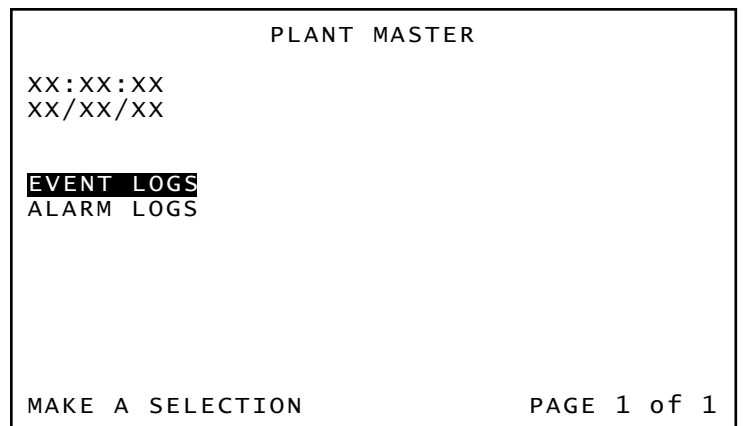 PLANT MASTER
XX:XX:XX
XX/XX/XX
EVENT LOGS
ALARM LOGS
MAKE A SELECTION PAGE 1 of 1